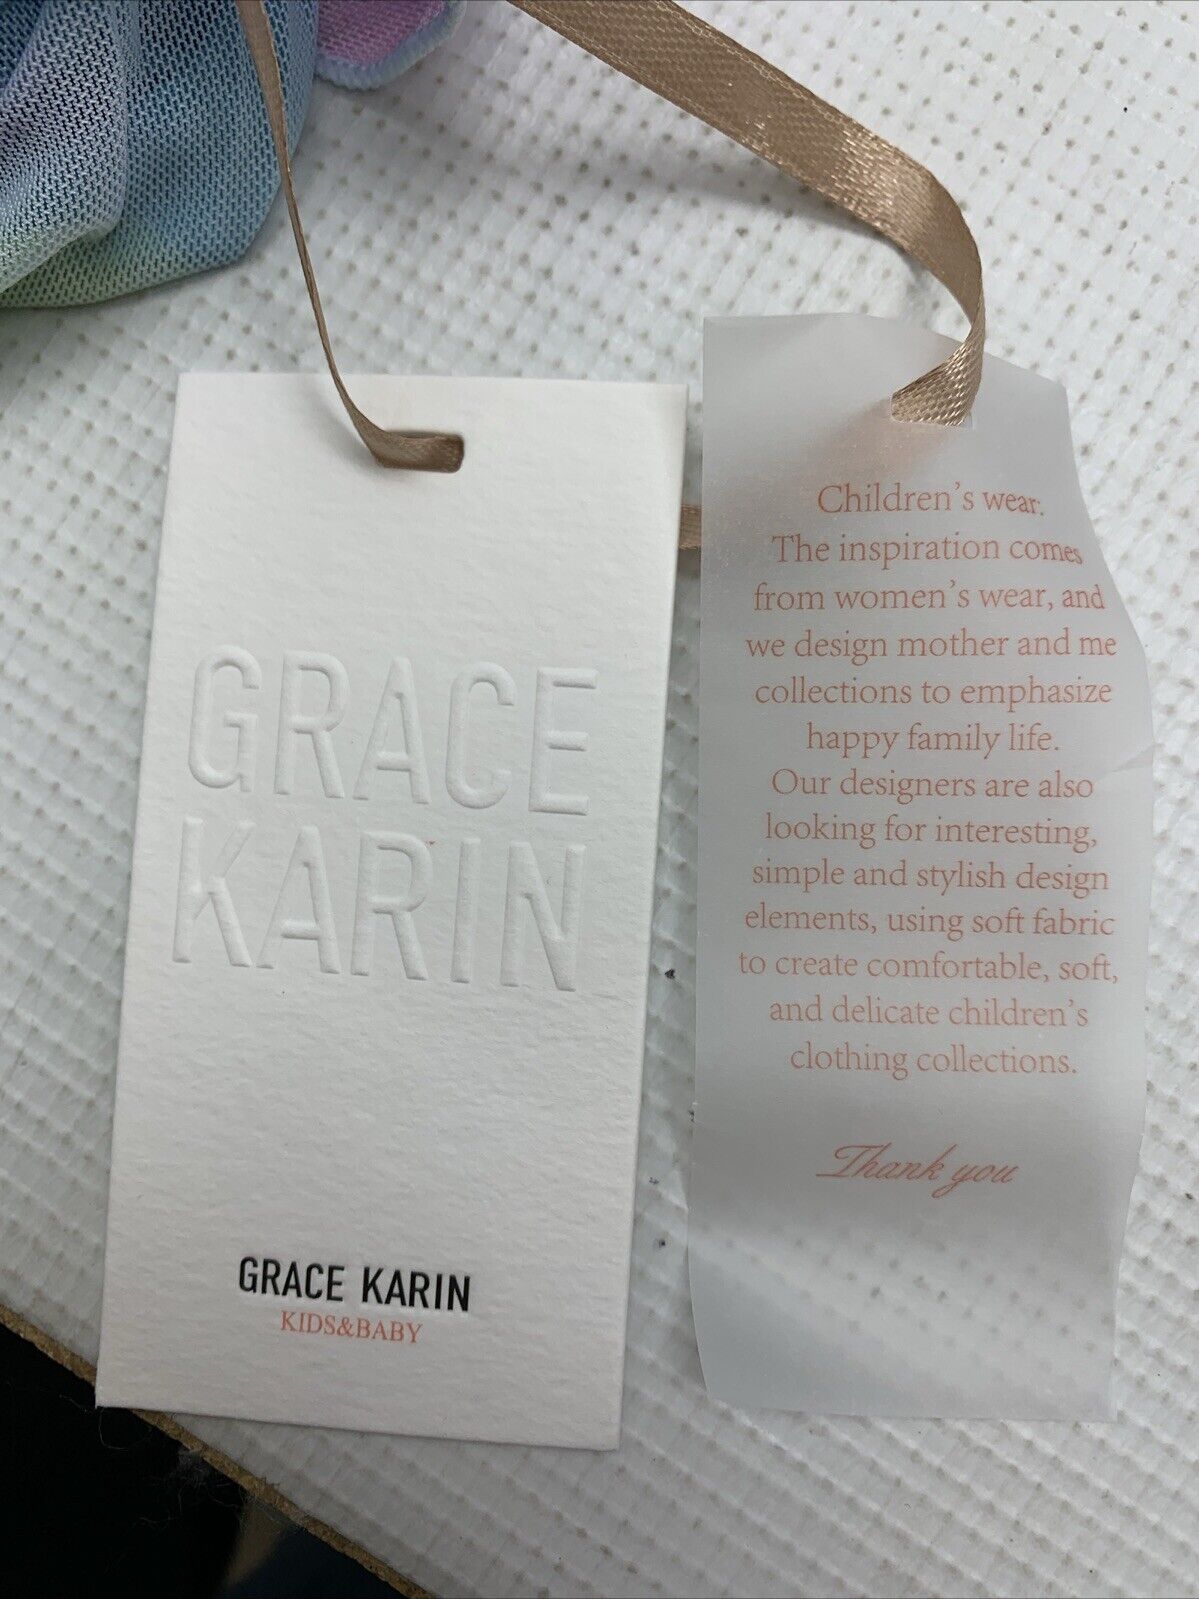 GRACE
KARIN
GRACE KARIN
KIDS&BABY
Children's wear:
The inspiration comes
from women's wear, and
we design mother and me
collections to emphasize
happy family life.
Our designers are also
looking for interesting,
simple and stylish design
elements, using soft fabric
to create comfortable, soft,
and delicate children's
clothing collections.
Thank you